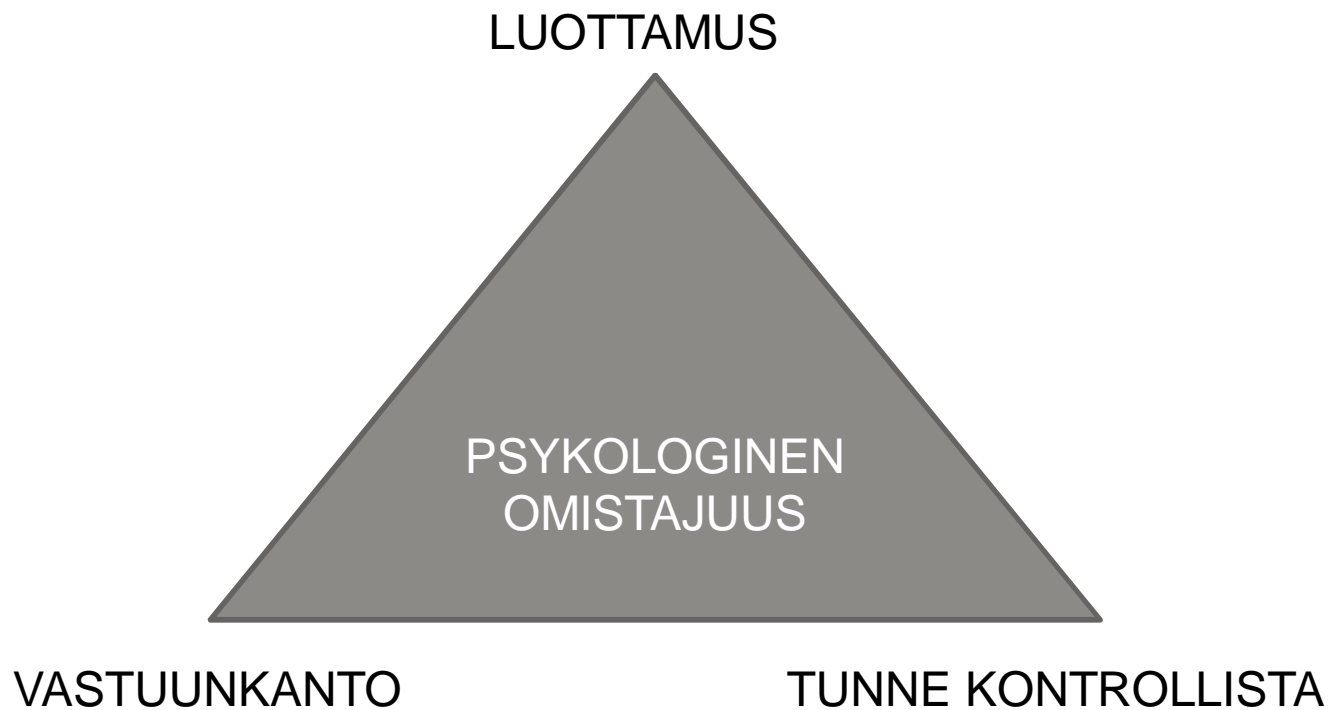 LUOTTAMUS
PSYKOLOGINEN
OMISTAJUUS
VASTUUNKANTO
TUNNE KONTROLLISTA